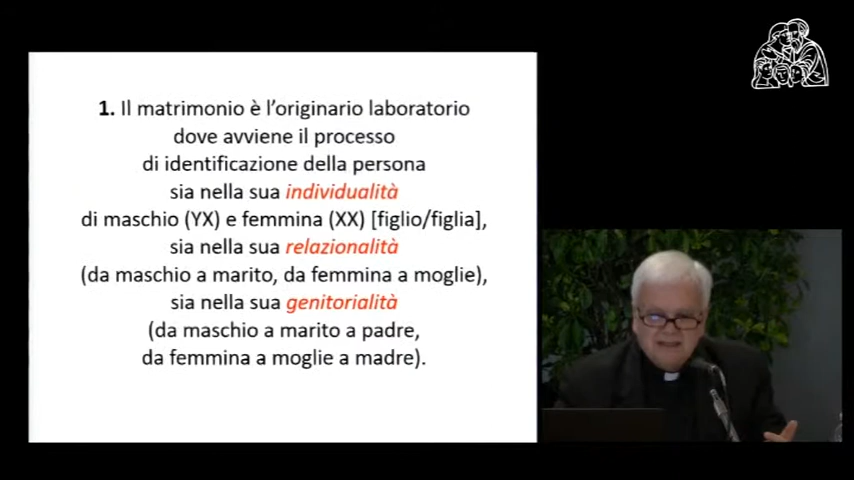 1. Il matrimonio è l'originario laboratorio
dove avviene il processo
di identificazione della persona
sia nella sua individualità
di maschio (YX) e femmina (XX) [figlio/figlia],
sia nella sua relazionalità
(da maschio a marito, da femmina a moglie),
sia nella sua genitorialità
(da maschio a marito a padre,
da femmina a moglie a madre).